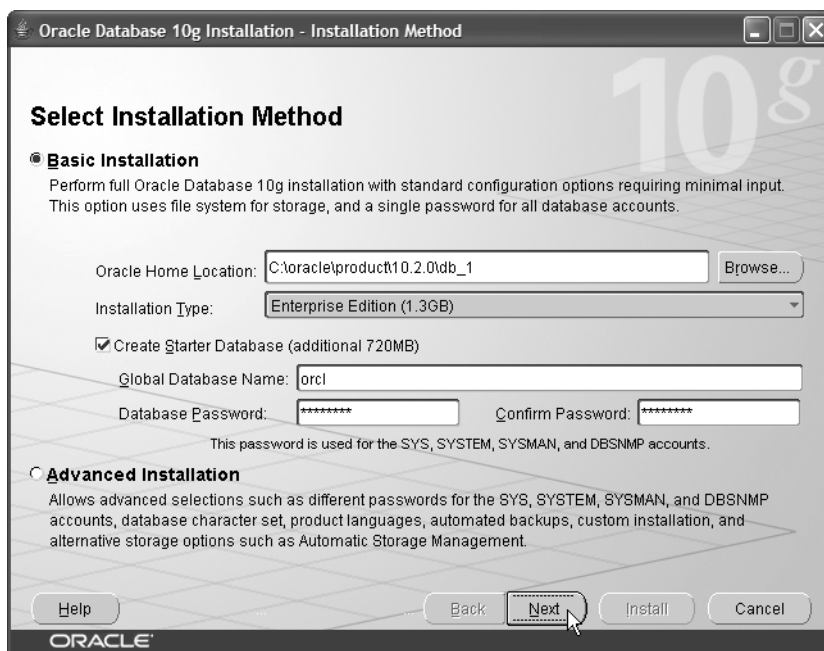 Oracle Database 10g Installation - Installation Method
10g
Select Installation Method
Basic Installation
Perform full Oracle Database 10g installation with standard configuration options requiring minimal input.
This option uses file system for storage, and a single password for all database accounts.
Oracle Home Location: C:\oracle\product\10.2.0\db_1 Browse...
Installation Type: Enterprise Edition (1.3GB)
Create Starter Database (additional 720MB)
Global Database Name: orcl
Database Password: ******** Confirm Password: ********
This password is used for the SYS, SYSTEM, SYSMAN, and DBSNMP accounts.
Advanced Installation
Allows advanced selections such as different passwords for the SYS, SYSTEM, SYSMAN, and DBSNMP
accounts, database character set, product languages, automated backups, custom installation, and
alternative storage options such as Automatic Storage Management.
Help Back Next Install Cancel
ORACLE